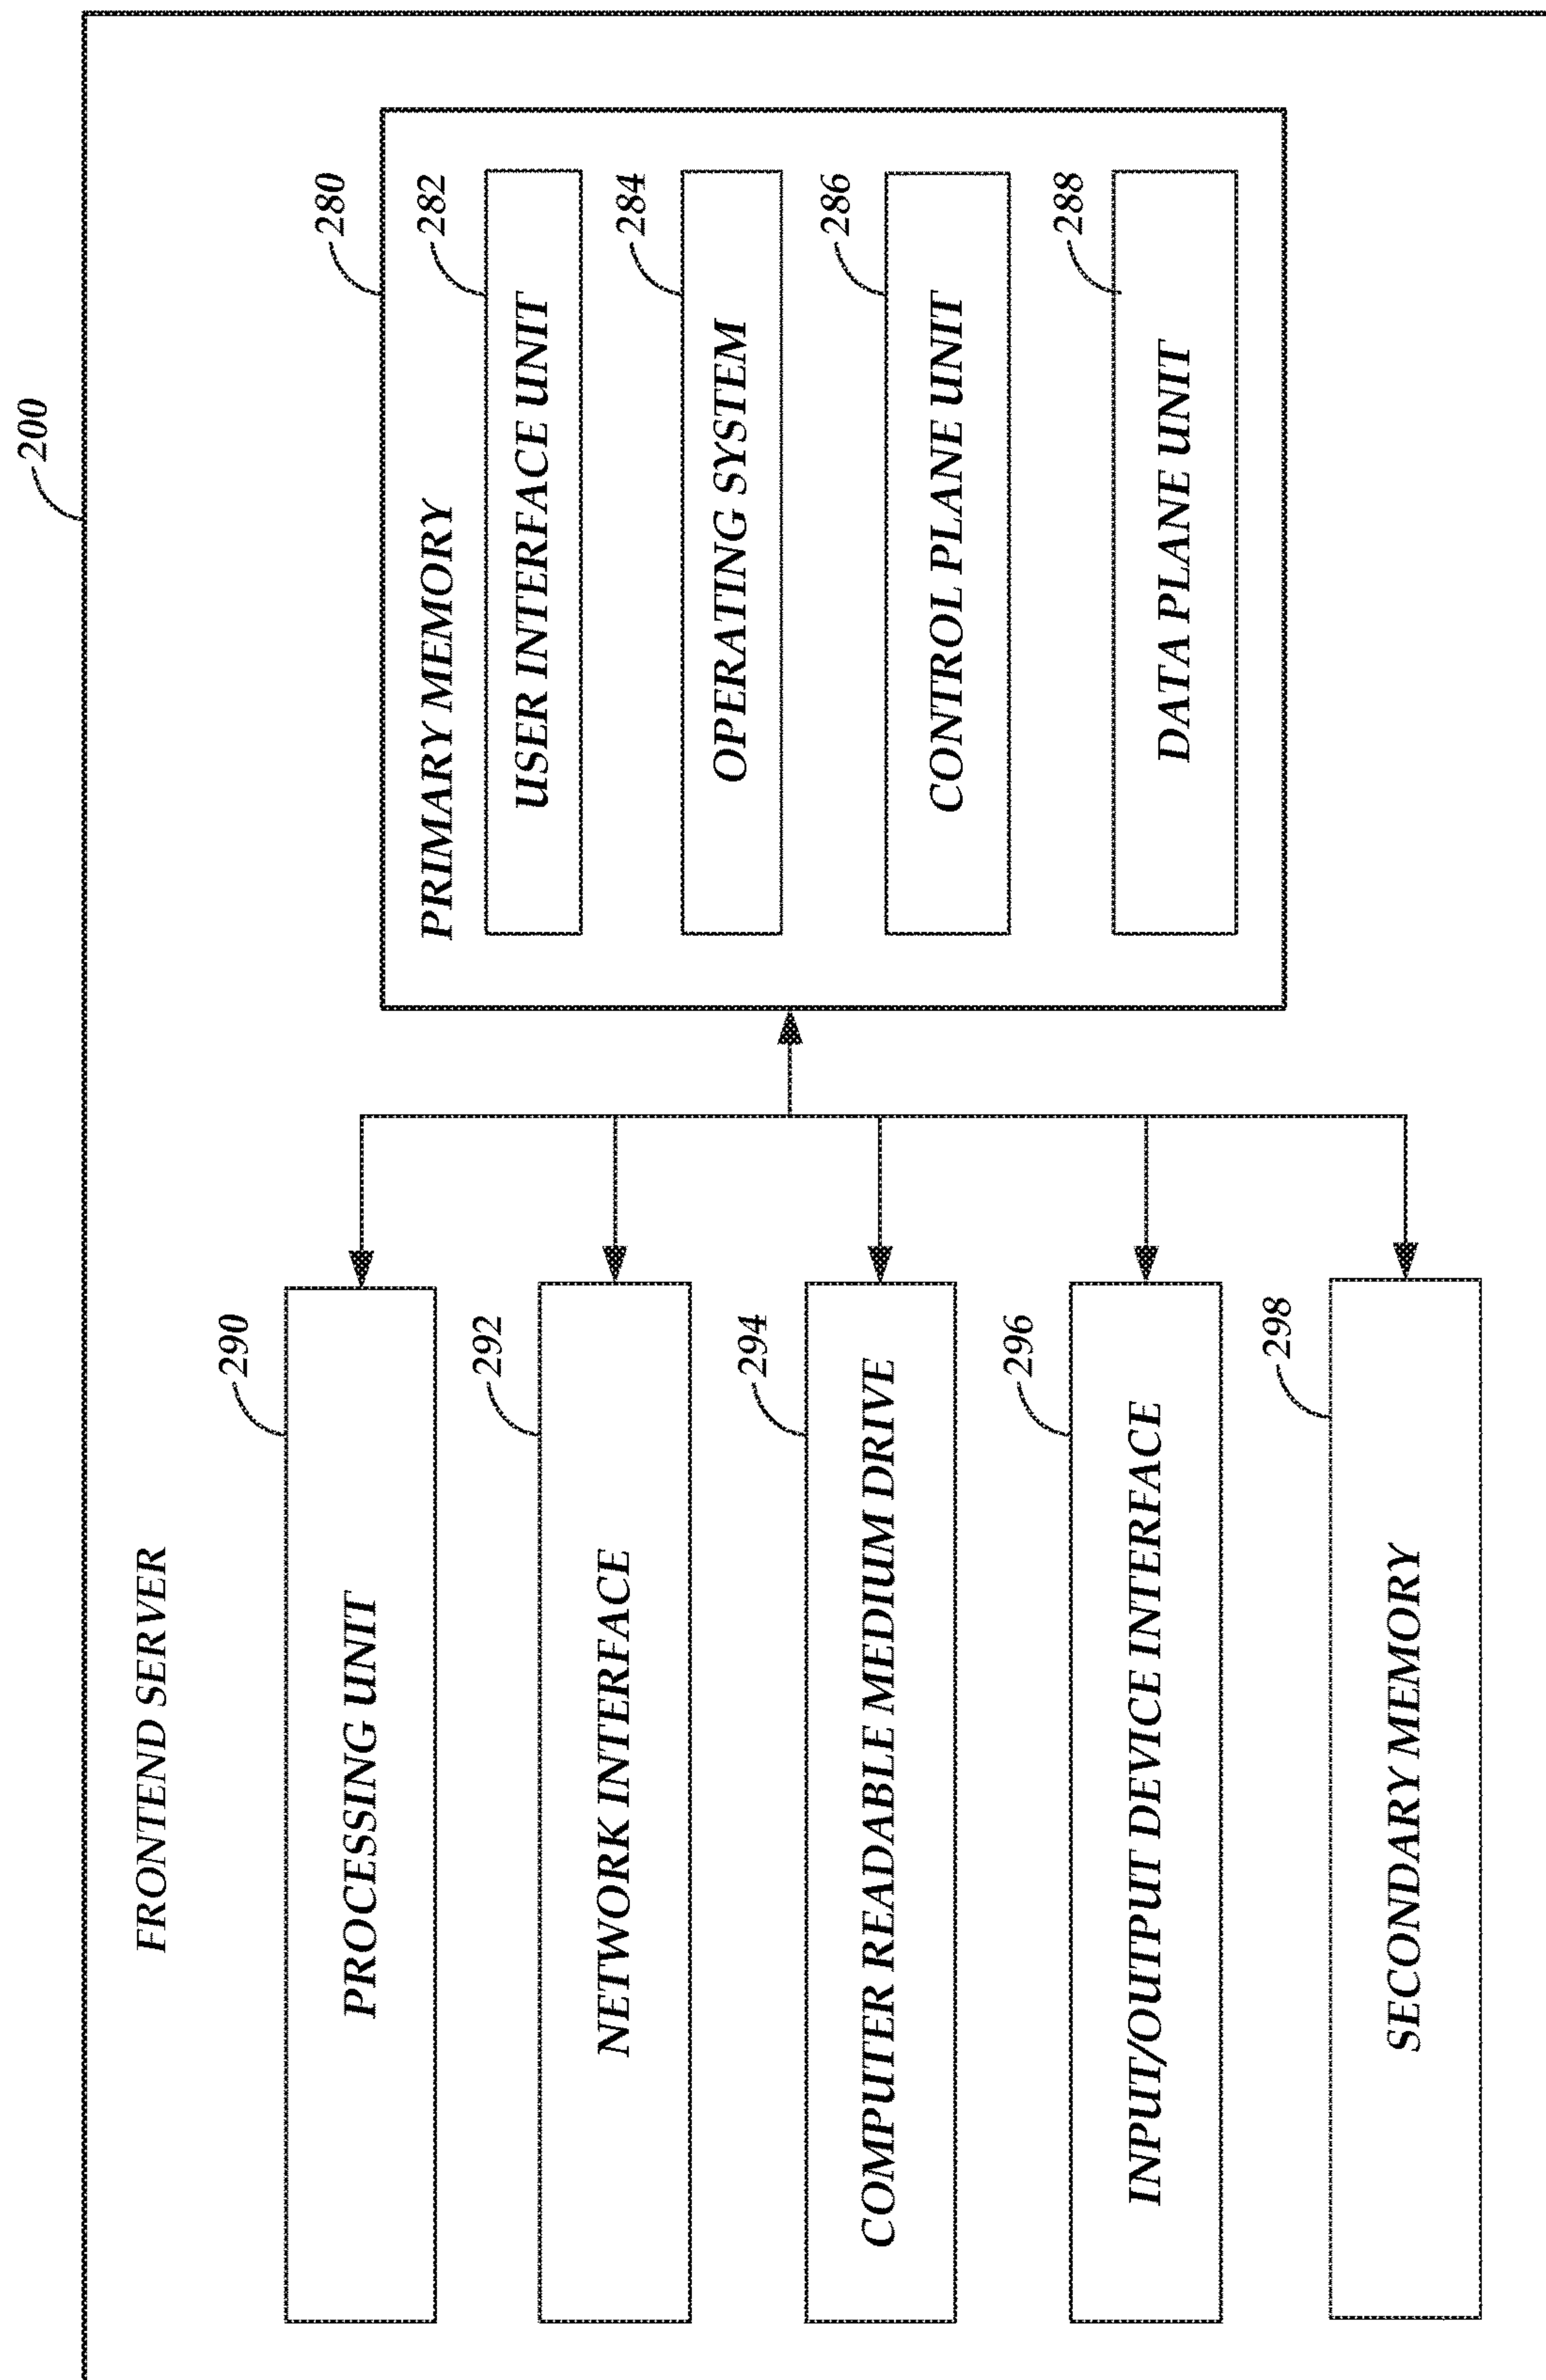 200
FRONTEND SERVER
290
PROCESSING UNIT
292
NETWORK INTERFACE
294
COMPUTER READABLE MEDIUM DRIVE
296
INPUT/OUTPUT DEVICE INTERFACE
298
SECONDARY MEMORY
280
PRIMARY MEMORY
282
USER INTERFACE UNIT
284
OPERATING SYSTEM
286
CONTROL PLANE UNIT
288
DATA PLANE UNIT